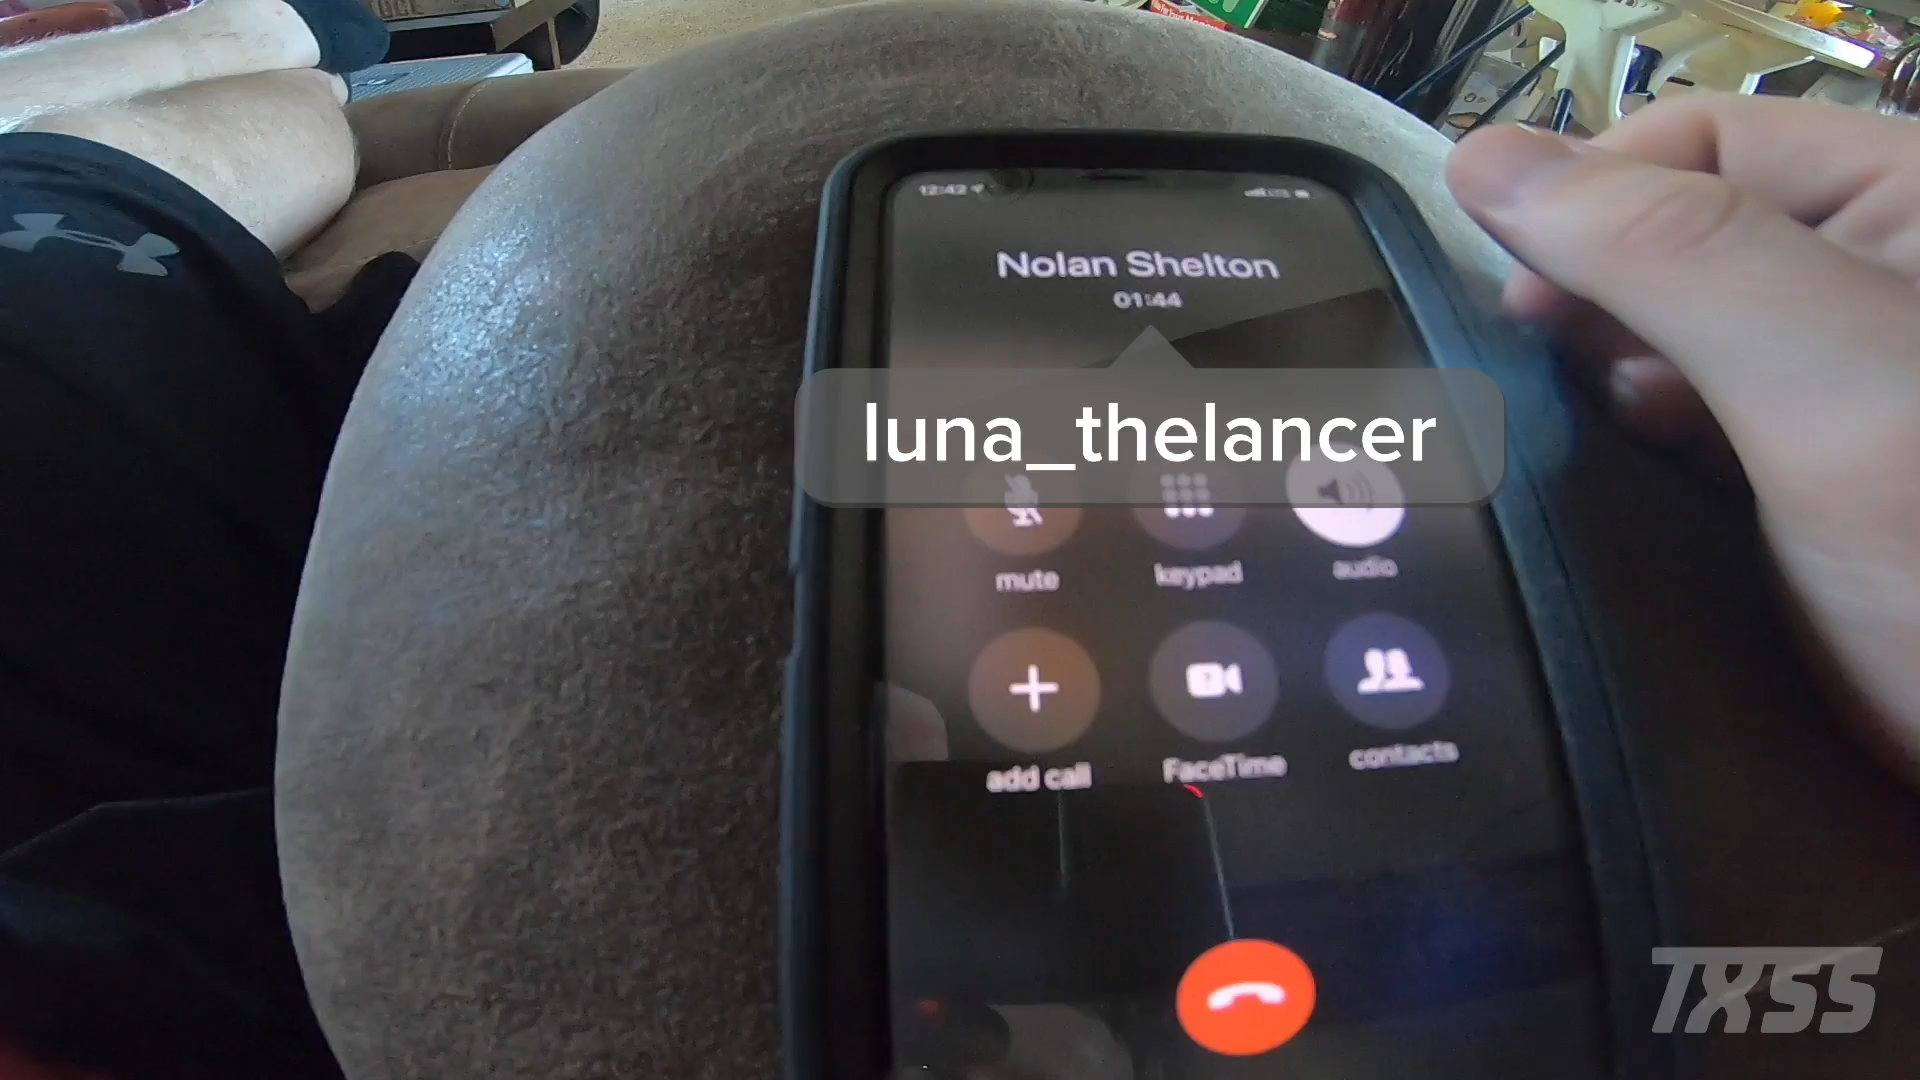 12:42
Nolan Shelton
01:44
luna_thelancer
mute
keypad
audio
add call
FaceTime
contacts
TXSS